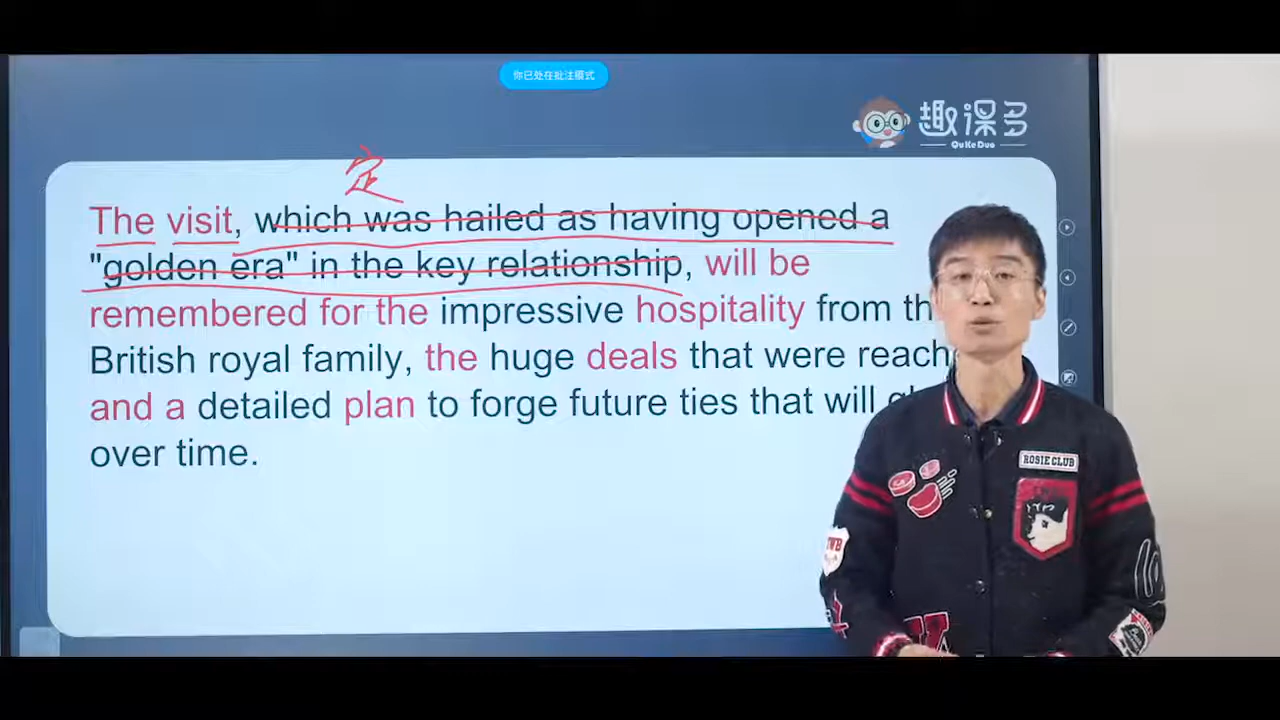 你已处在批注模式
趣课多
QuKeDuo
定
The visit, which was hailed as having opened a
"golden era" in the key relationship, will be
remembered for the impressive hospitality from
British royal family, the huge deals that were
and a detailed plan to forge future ties that will
over time.
ROSIE CLUB